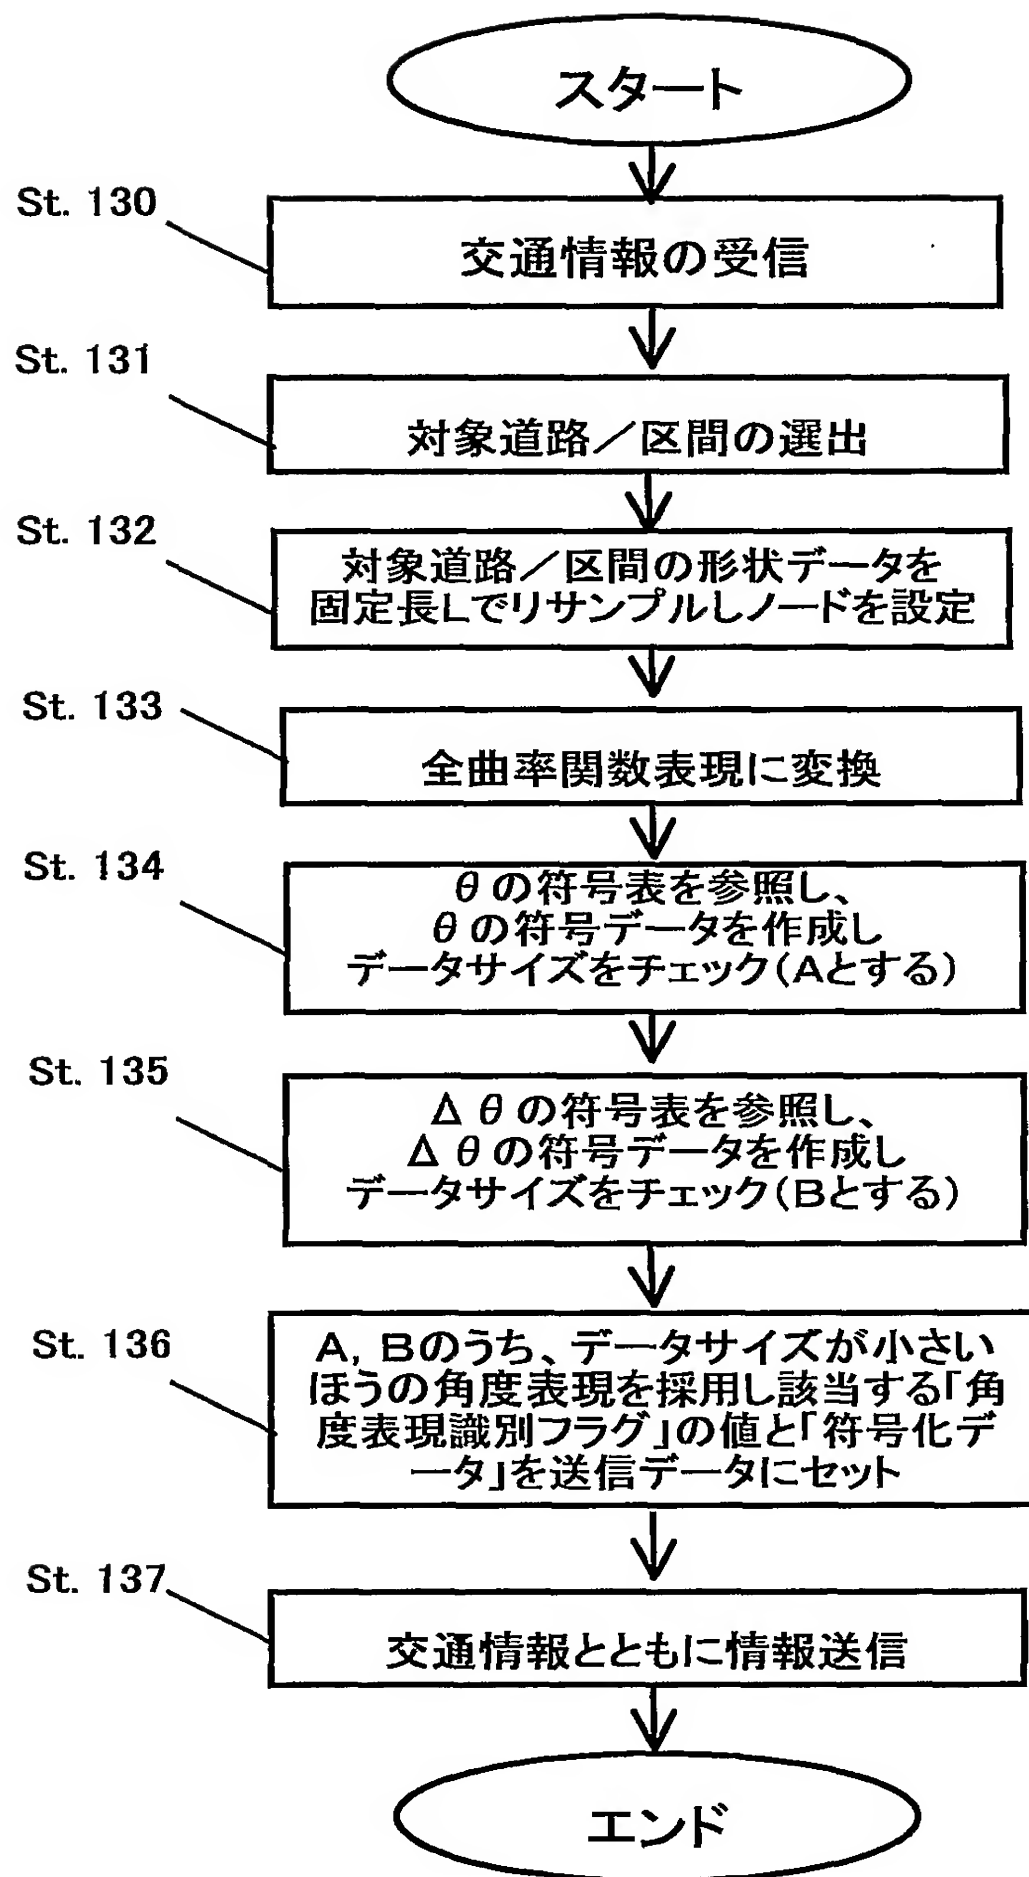 スタート
St. 130
交通情報の受信
St. 131
対象道路／区間の選出
St. 132
対象道路／区間の形状データを
固定長Lでリサンプルしノードを設定
St. 133
全曲率関数表現に変換
St. 134
θの符号表を参照し、
θの符号データを作成し
データサイズをチェック(Aとする)
St. 135
Δθの符号表を参照し、
Δθの符号データを作成し
データサイズをチェック(Bとする)
St. 136
A, Bのうち、データサイズが小さい
ほうの角度表現を採用し該当する「角
度表現識別フラグ」の値と「符号化デ
ータ」を送信データにセット
St. 137
交通情報とともに情報送信
エンド